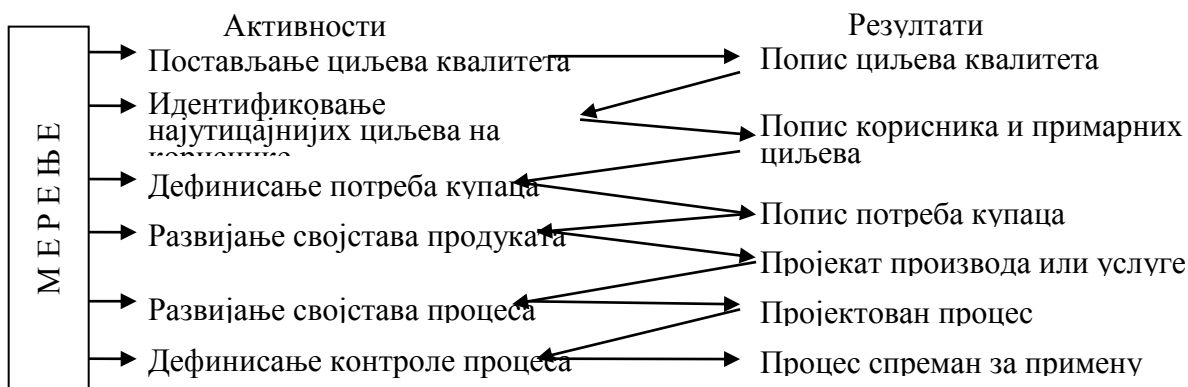 Активности
Резултати
МЕРЕЊЕ
Постављање циљева квалитета
Попис циљева квалитета
Идентификовање
најутицајнијих циљева на
кориснике
Попис корисника и примарних
циљева
Дефинисање потреба купаца
Попис потреба купаца
Развијање својстава продуката
Пројекат производа или услуге
Развијање својстава процеса
Пројектован процес
Дефинисање контроле процеса
Процес спреман за примену